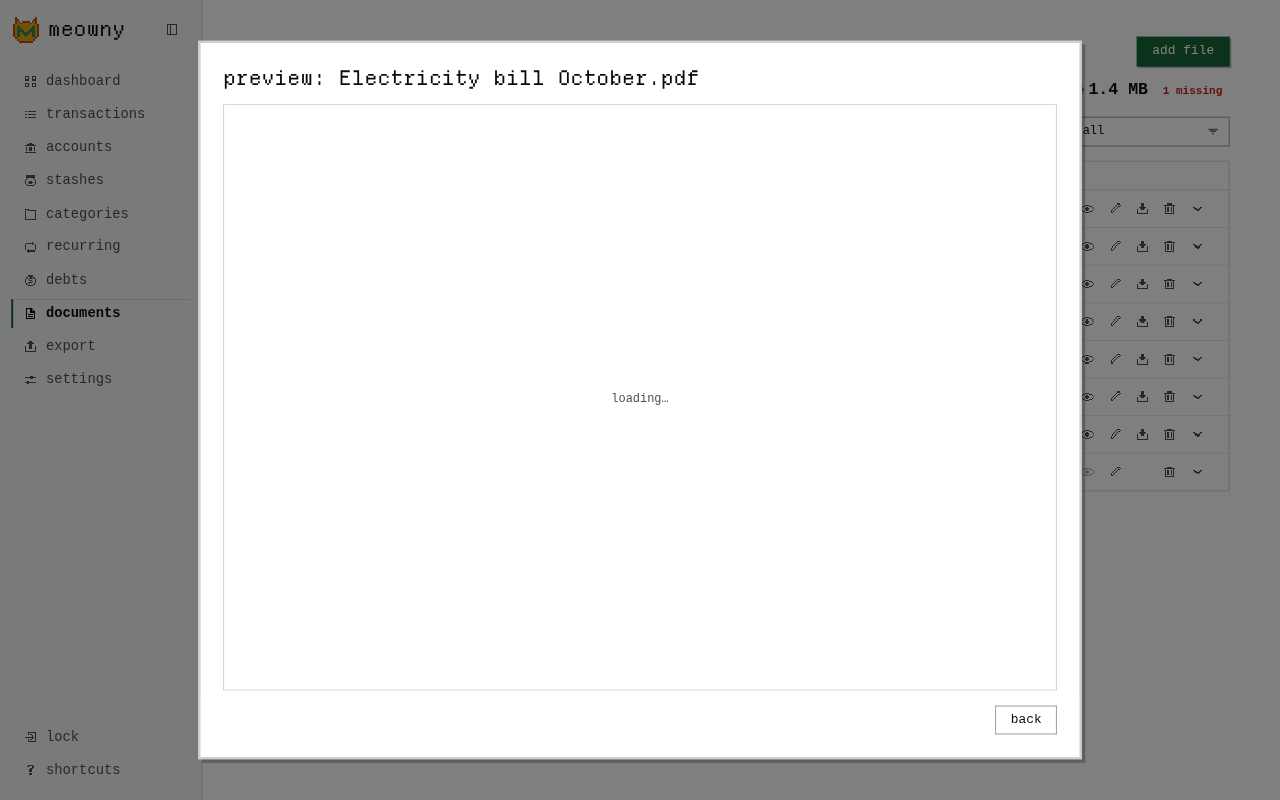 meowny
dashboard
transactions
accounts
stashes
categories
recurring
debts
documents
export
settings
lock
? shortcuts
add file
1.4 MB 1 missing
all
preview: Electricity bill October.pdf
loading…
back